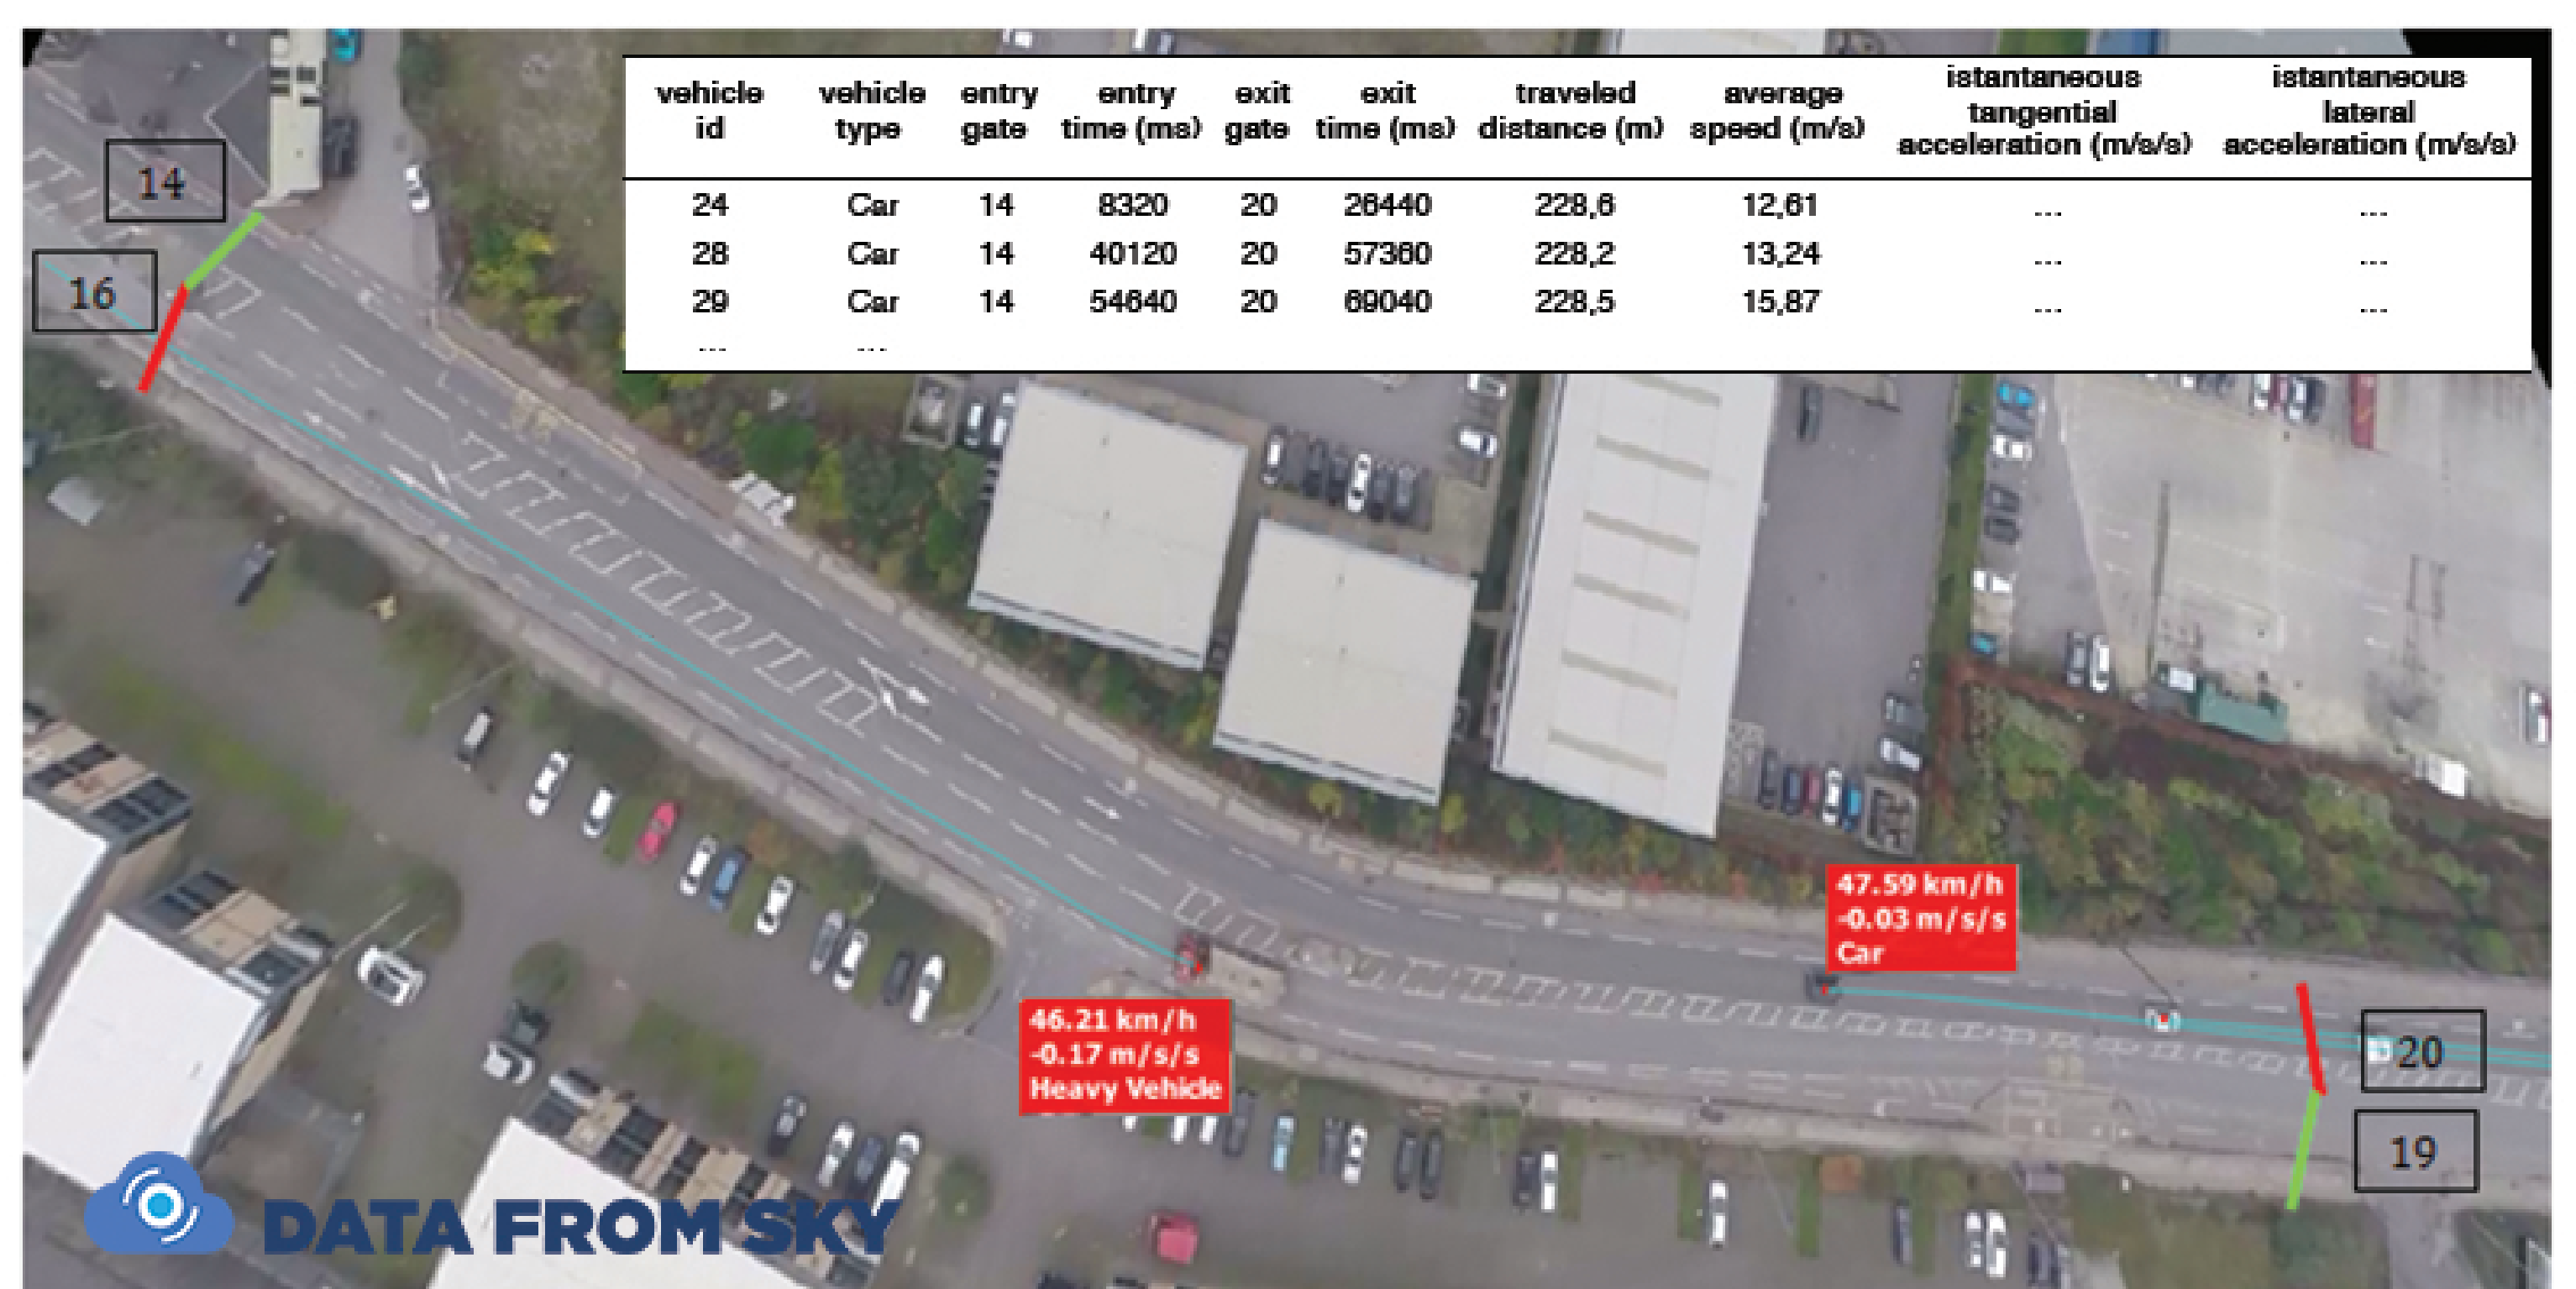 vehicle id vehicle type entry gate entry time (ms) exit gate exit time (ms) traveled distance (m) average speed (m/s) istantaneous tangential acceleration (m/s/s) istantaneous lateral acceleration (m/s/s)
24 Car 14 8320 20 26440 228,6 12,61 ... ...
28 Car 14 40120 20 57360 228,2 13,24 ... ...
29 Car 14 54640 20 69040 228,5 15,87 ... ...
... ...
14
16
47.59 km/h
-0.03 m/s/s
Car
46.21 km/h
-0.17 m/s/s
Heavy Vehicle
20
19
DATA FROM SKY